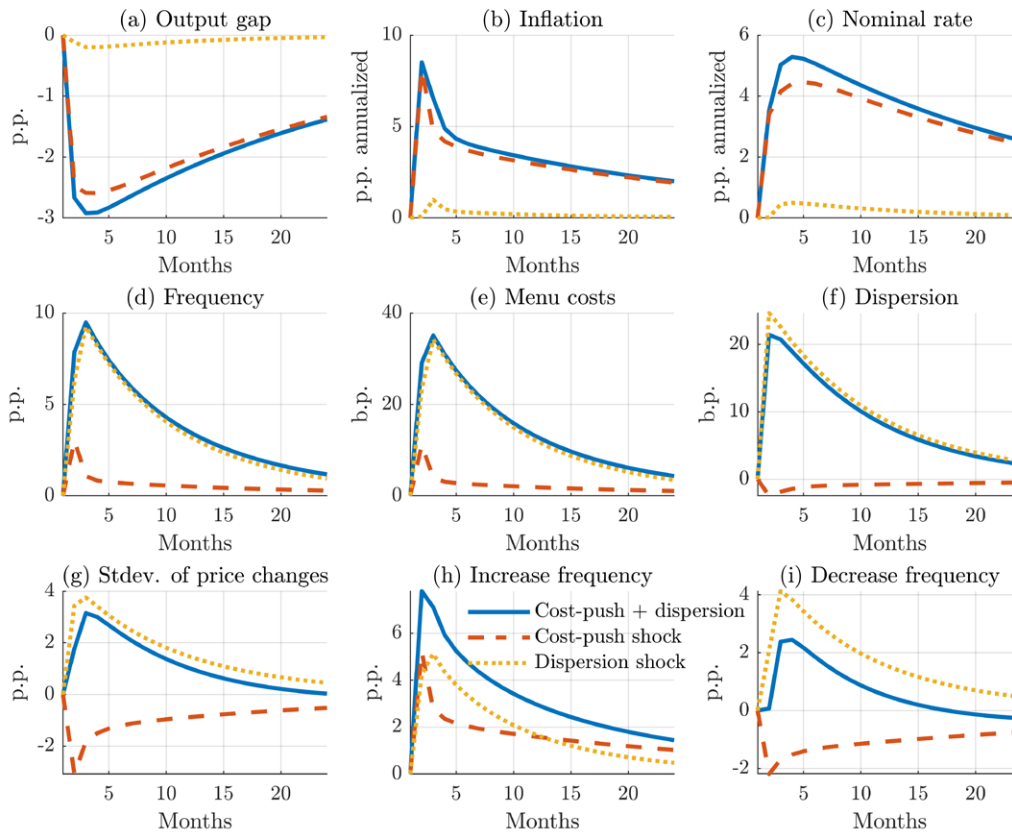 (a) Output gap
p.p.
0
-1
-2
-3
5 10 15 20
Months
(b) Inflation
p.p. annualized
10
5
0
5 10 15 20
Months
(c) Nominal rate
p.p. annualized
6
4
2
0
5 10 15 20
Months
(d) Frequency
p.p.
10
5
0
5 10 15 20
Months
(e) Menu costs
b.p.
40
20
0
5 10 15 20
Months
(f) Dispersion
b.p.
20
10
0
5 10 15 20
Months
(g) Stdev. of price changes
p.p.
4
2
0
-2
5 10 15 20
Months
(h) Increase frequency
p.p.
6
4
2
0
Cost-push + dispersion
Cost-push shock
Dispersion shock
5 10 15 20
Months
(i) Decrease frequency
p.p.
4
2
0
-2
5 10 15 20
Months